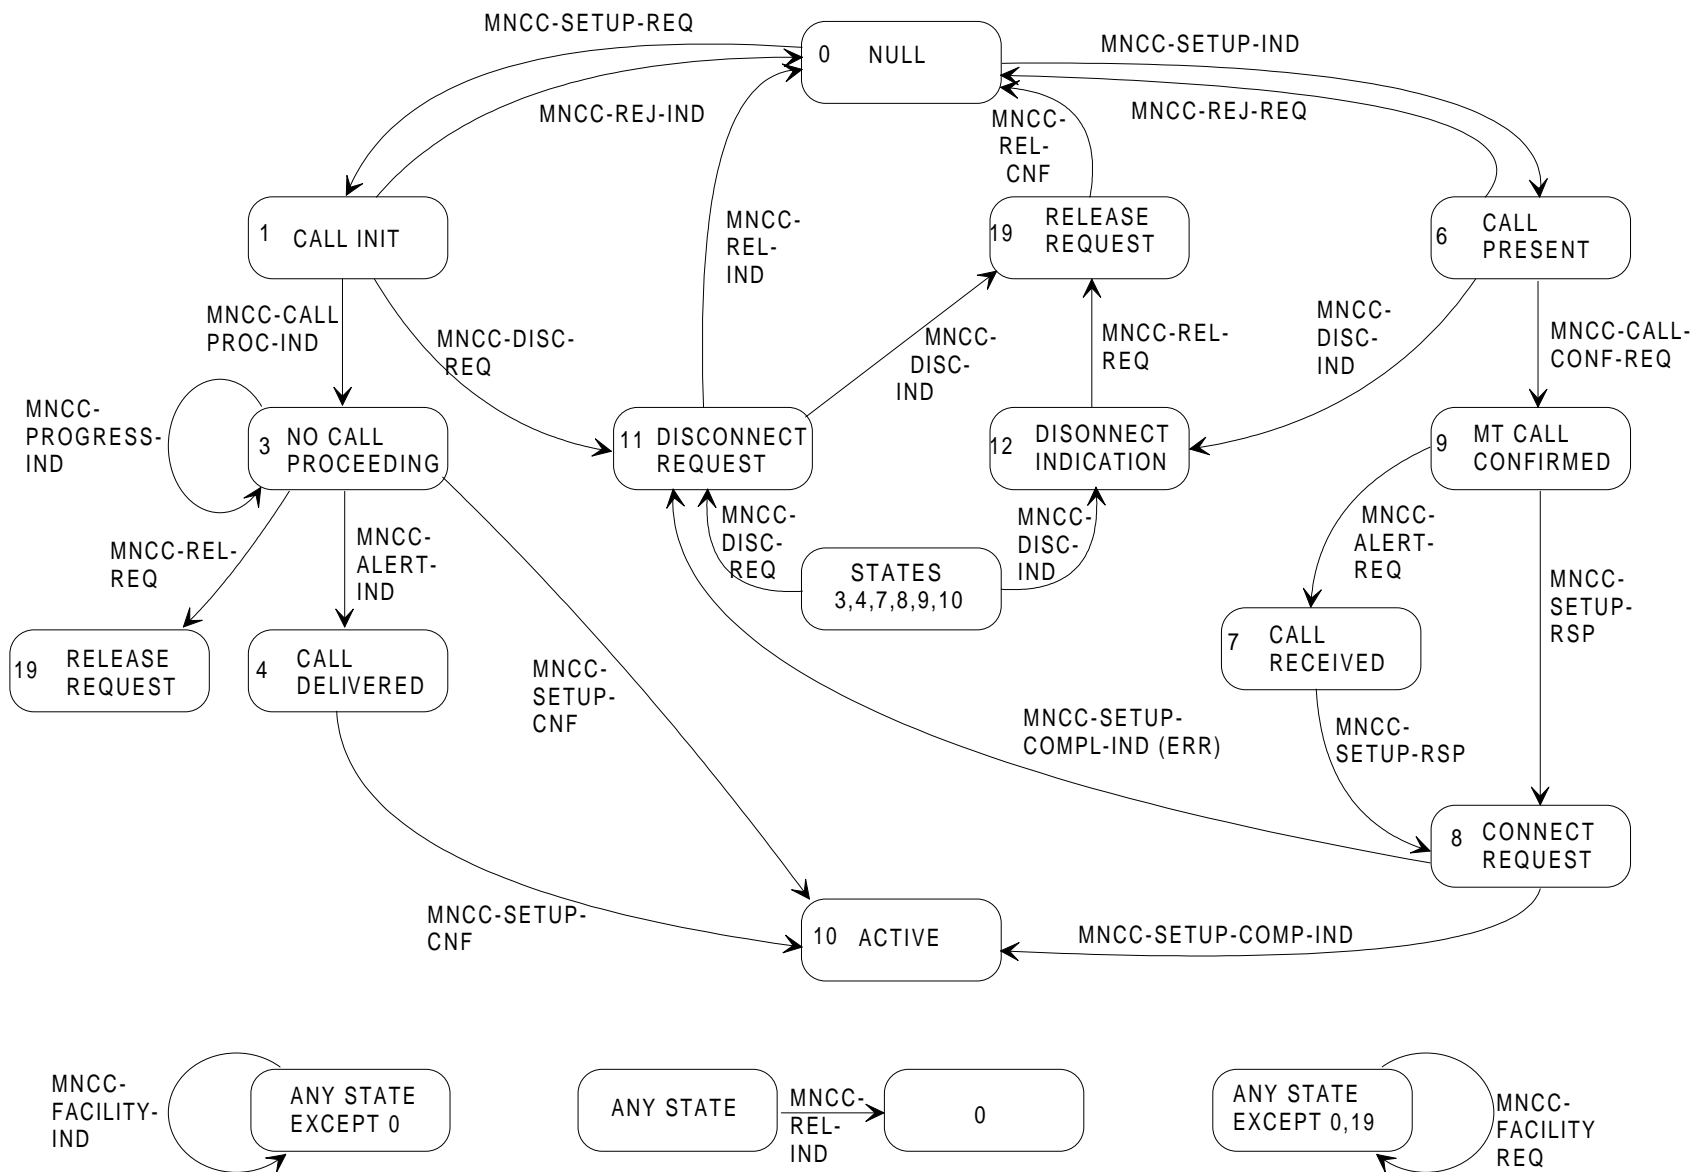 MNCC-SETUP-REQ
0 NULL
MNCC-SETUP-IND
MNCC-REJ-IND
MNCC-REJ-REQ
MNCC-
REL-
CNF
1 CALL INIT
MNCC-
REL-
IND
19 RELEASE
REQUEST
6 CALL
PRESENT
MNCC-CALL
PROC-IND
MNCC-DISC-
REQ
MNCC-
DISC-
IND
MNCC-REL-
REQ
MNCC-
DISC-
IND
MNCC-CALL-
CONF-REQ
MNCC-
PROGRESS-
IND
3 NO CALL
PROCEEDING
11 DISCONNECT
REQUEST
12 DISONNECT
INDICATION
9 MT CALL
CONFIRMED
MNCC-REL-
REQ
MNCC-
ALERT-
IND
MNCC-
DISC-
REQ
STATES
3,4,7,8,9,10
MNCC-
DISC-
IND
MNCC-
ALERT-
REQ
MNCC-
SETUP-
RSP
19 RELEASE
REQUEST
4 CALL
DELIVERED
MNCC-
SETUP-
CNF
7 CALL
RECEIVED
MNCC-SETUP-
COMPL-IND (ERR)
MNCC-
SETUP-RSP
8 CONNECT
REQUEST
MNCC-SETUP-
CNF
10 ACTIVE
MNCC-SETUP-COMP-IND
MNCC-
FACILITY-
IND
ANY STATE
EXCEPT 0
ANY STATE
MNCC-
REL-
IND
0
ANY STATE
EXCEPT 0,19
MNCC-
FACILITY
REQ